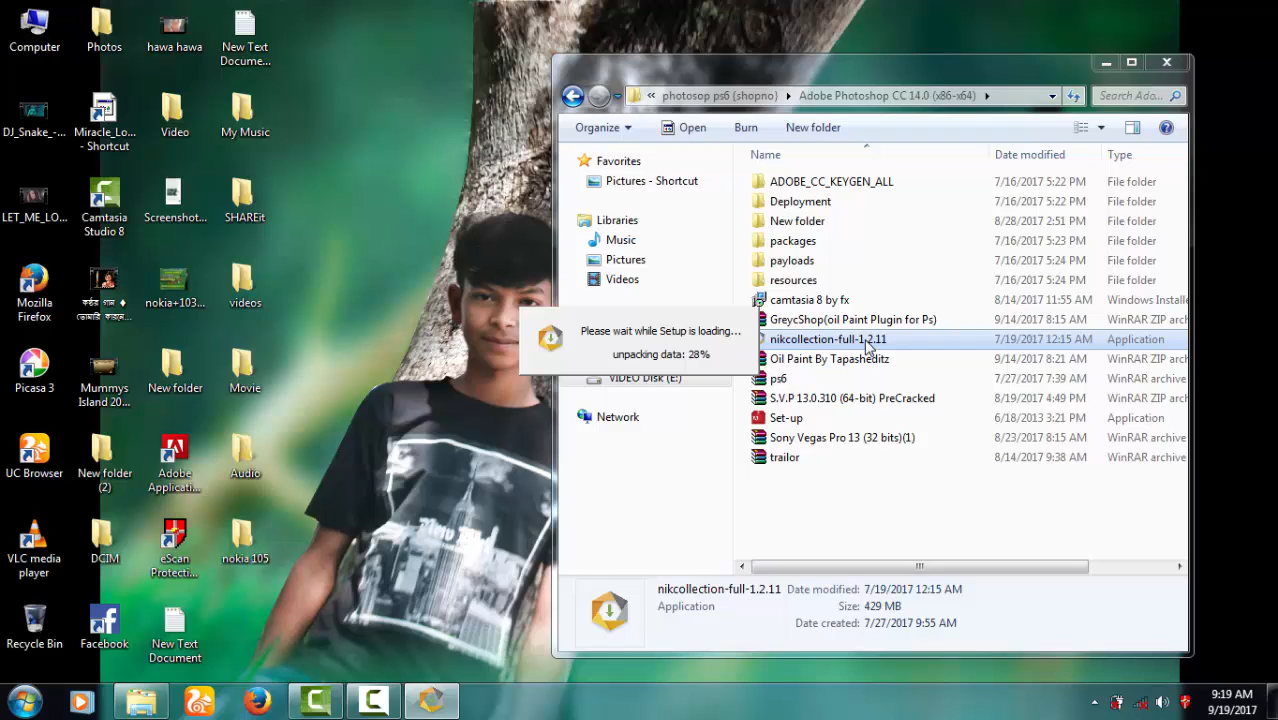 Computer
Photos
hawa hawa
New Text
Docume...
DJ_Snake_-...
Miracle_Lo...
- Shortcut
Video
My Music
LET_ME_LO...
Camtasia
Studio 8
Screenshot...
SHAREit
Mozilla
Firefox
nokia+103...
videos
Picasa 3
Mummys
Island 20...
New folder
Movie
UC Browser
New folder
(2)
Adobe
Applicati...
Audio
VLC media
player
DCIM
eScan
Protecti...
nokia 105
Recycle Bin
Facebook
New Text
Document
« photosop ps6 (shopno) Adobe Photoshop CC 14.0 (x86-x64)
Search Ado...
Organize Open Burn New folder
Favorites
Pictures - Shortcut
Libraries
Music
Pictures
Videos
VIDEO Disk (E:)
Network
Name Date modified Type
ADOBE_CC_KEYGEN_ALL 7/16/2017 5:22 PM File folder
Deployment 7/16/2017 5:22 PM File folder
New folder 8/28/2017 2:51 PM File folder
packages 7/16/2017 5:23 PM File folder
payloads 7/16/2017 5:24 PM File folder
resources 7/16/2017 5:24 PM File folder
camtasia 8 by fx 8/14/2017 11:55 AM Windows Installe
GreycShop(oil Paint Plugin for Ps) 9/14/2017 8:15 AM WinRAR ZIP arch
nikcollection-full-1.2.11 7/19/2017 12:15 AM Application
Oil Paint By Tapasheditz 9/14/2017 8:21 AM WinRAR ZIP arch
ps6 7/27/2017 7:39 AM WinRAR archive
S.V.P 13.0.310 (64-bit) PreCracked 8/19/2017 4:49 PM WinRAR ZIP arch
Set-up 6/18/2013 3:21 PM Application
Sony Vegas Pro 13 (32 bits)(1) 8/23/2017 8:15 AM WinRAR archive
trailor 8/14/2017 9:38 AM WinRAR archive
Please wait while Setup is loading...
unpacking data: 28%
nikcollection-full-1.2.11 Date modified: 7/19/2017 12:15 AM
Application Size: 429 MB
Date created: 7/27/2017 9:55 AM
9:19 AM
9/19/2017